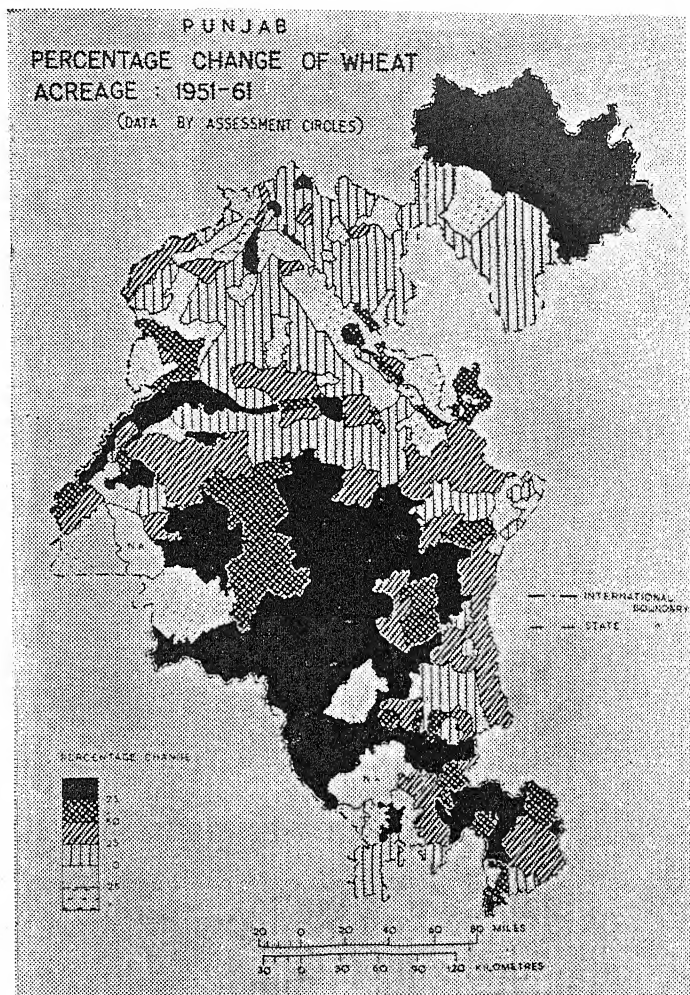 PUNJAB
PERCENTAGE CHANGE OF WHEAT
ACREAGE : 1951-61
(DATA BY ASSESSMENT CIRCLES)
N A
INTERNATIONAL
BOUNDARY
STATE "
N A
PERCENTAGE CHANGE
75
50
25
0
25
20 0 20 40 60 80 MILES
30 0 30 60 90 120 KILOMETRES